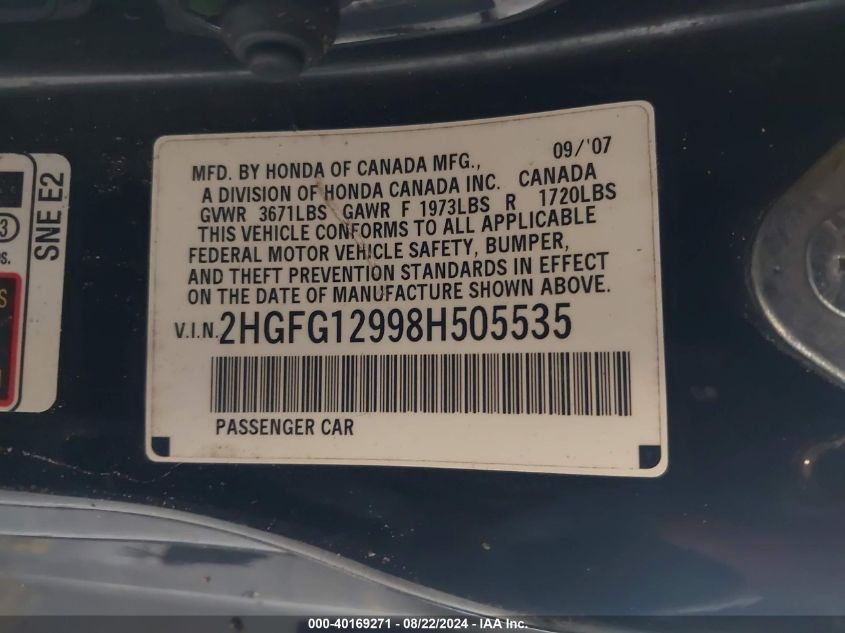 MFD. BY HONDA OF CANADA MFG., 09/'07
A DIVISION OF HONDA CANADA INC. CANADA
GVWR 3671LBS GAWR F 1973LBS R 1720LBS
THIS VEHICLE CONFORMS TO ALL APPLICABLE
FEDERAL MOTOR VEHICLE SAFETY, BUMPER,
AND THEFT PREVENTION STANDARDS IN EFFECT
ON THE DATE OF MANUFACTURE SHOWN ABOVE.
V.I.N. 2HGFG12998H505535
PASSENGER CAR
SNE E2
3
000-40169271 - 08/22/2024 - IAA Inc.